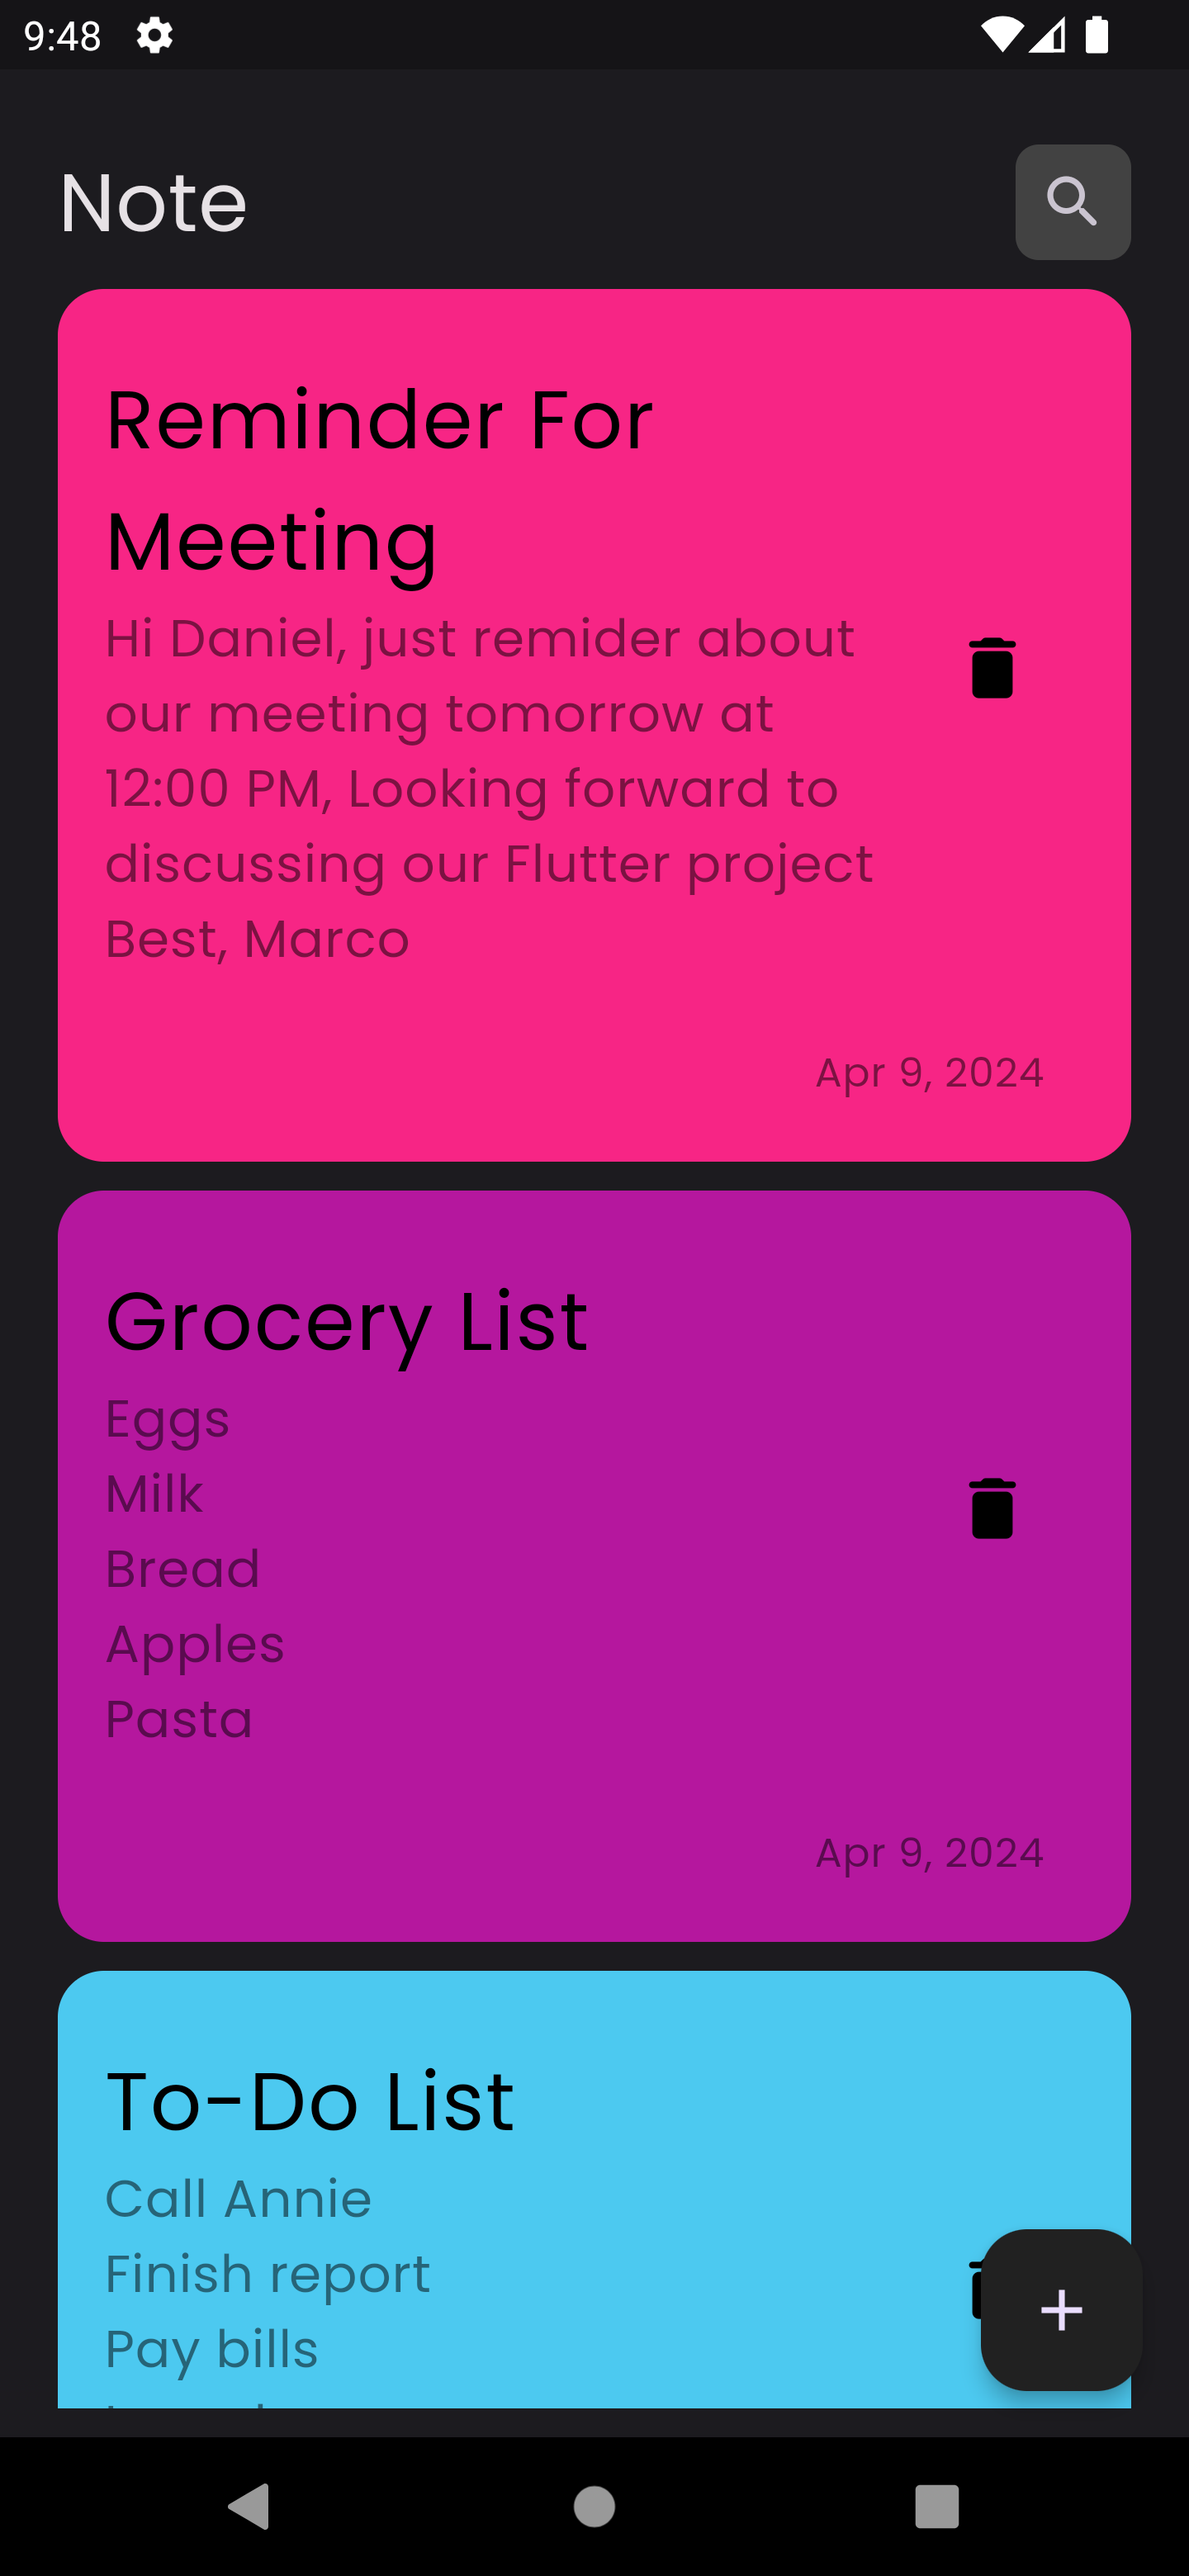 9:48
Note
Reminder For
Meeting
Hi Daniel, just remider about
our meeting tomorrow at
12:00 PM, Looking forward to
discussing our Flutter project
Best, Marco
Apr 9, 2024
Grocery List
Eggs
Milk
Bread
Apples
Pasta
Apr 9, 2024
To-Do List
Call Annie
Finish report
Pay bills